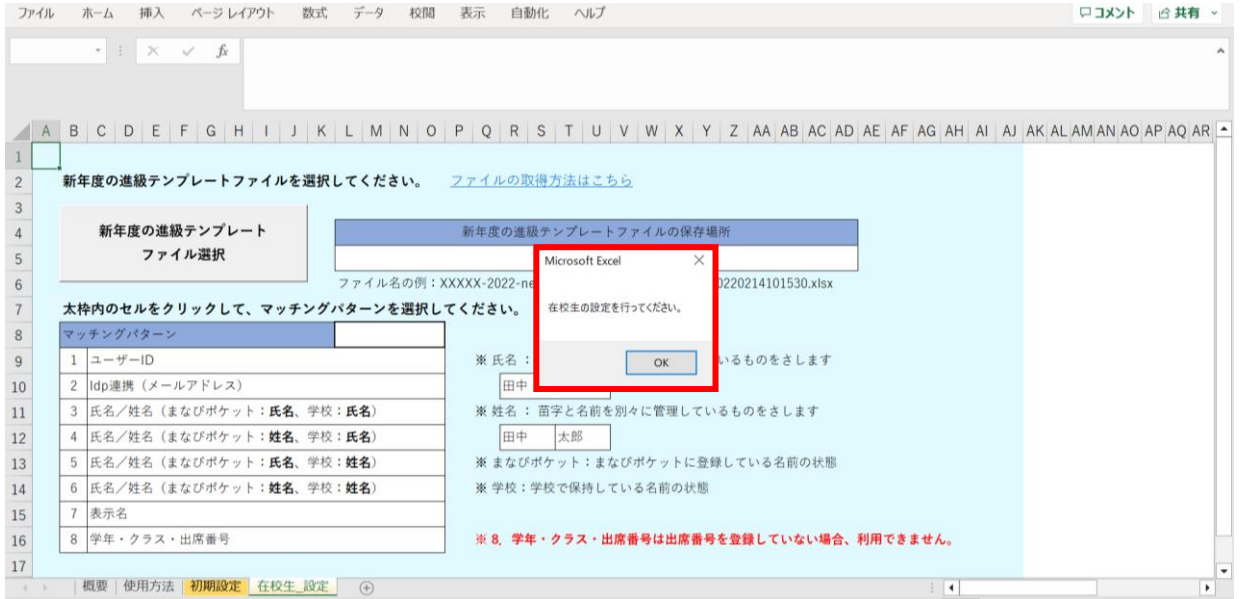 ファイル ホーム 挿入 ページ レイアウト 数式 データ 校閲 表示 自動化 ヘルプ コメント 共有
fx
A B C D E F G H I J K L M N O P Q R S T U V W X Y Z AA AB AC AD AE AF AG AH AI AJ AK AL AM AN AO AP AQ AR
1
2 新年度の進級テンプレートファイルを選択してください。 ファイルの取得方法はこちら
3
4 新年度の進級テンプレート 新年度の進級テンプレートファイルの保存場所
5 ファイル選択
6 ファイル名の例：XXXXX-2022-ne 0220214101530.xlsx
Microsoft Excel
在校生の設定を行ってください。
OK
7 太枠内のセルをクリックして、マッチングパターンを選択してください。
8 マッチングパターン
9 1 ユーザーID ※ 氏名： いるものをさします
10 2 Idp連携（メールアドレス） 田中
11 3 氏名／姓名（まなびポケット：氏名、学校：氏名） ※ 姓名： 苗字と名前を別々に管理しているものをさします
12 4 氏名／姓名（まなびポケット：姓名、学校：氏名） 田中 太郎
13 5 氏名／姓名（まなびポケット：氏名、学校：姓名） ※ まなびポケット：まなびポケットに登録している名前の状態
14 6 氏名／姓名（まなびポケット：姓名、学校：姓名） ※ 学校：学校で保持している名前の状態
15 7 表示名
16 8 学年・クラス・出席番号 ※ 8．学年・クラス・出席番号は出席番号を登録していない場合、利用できません。
17
概要 使用方法 初期設定 在校生_設定